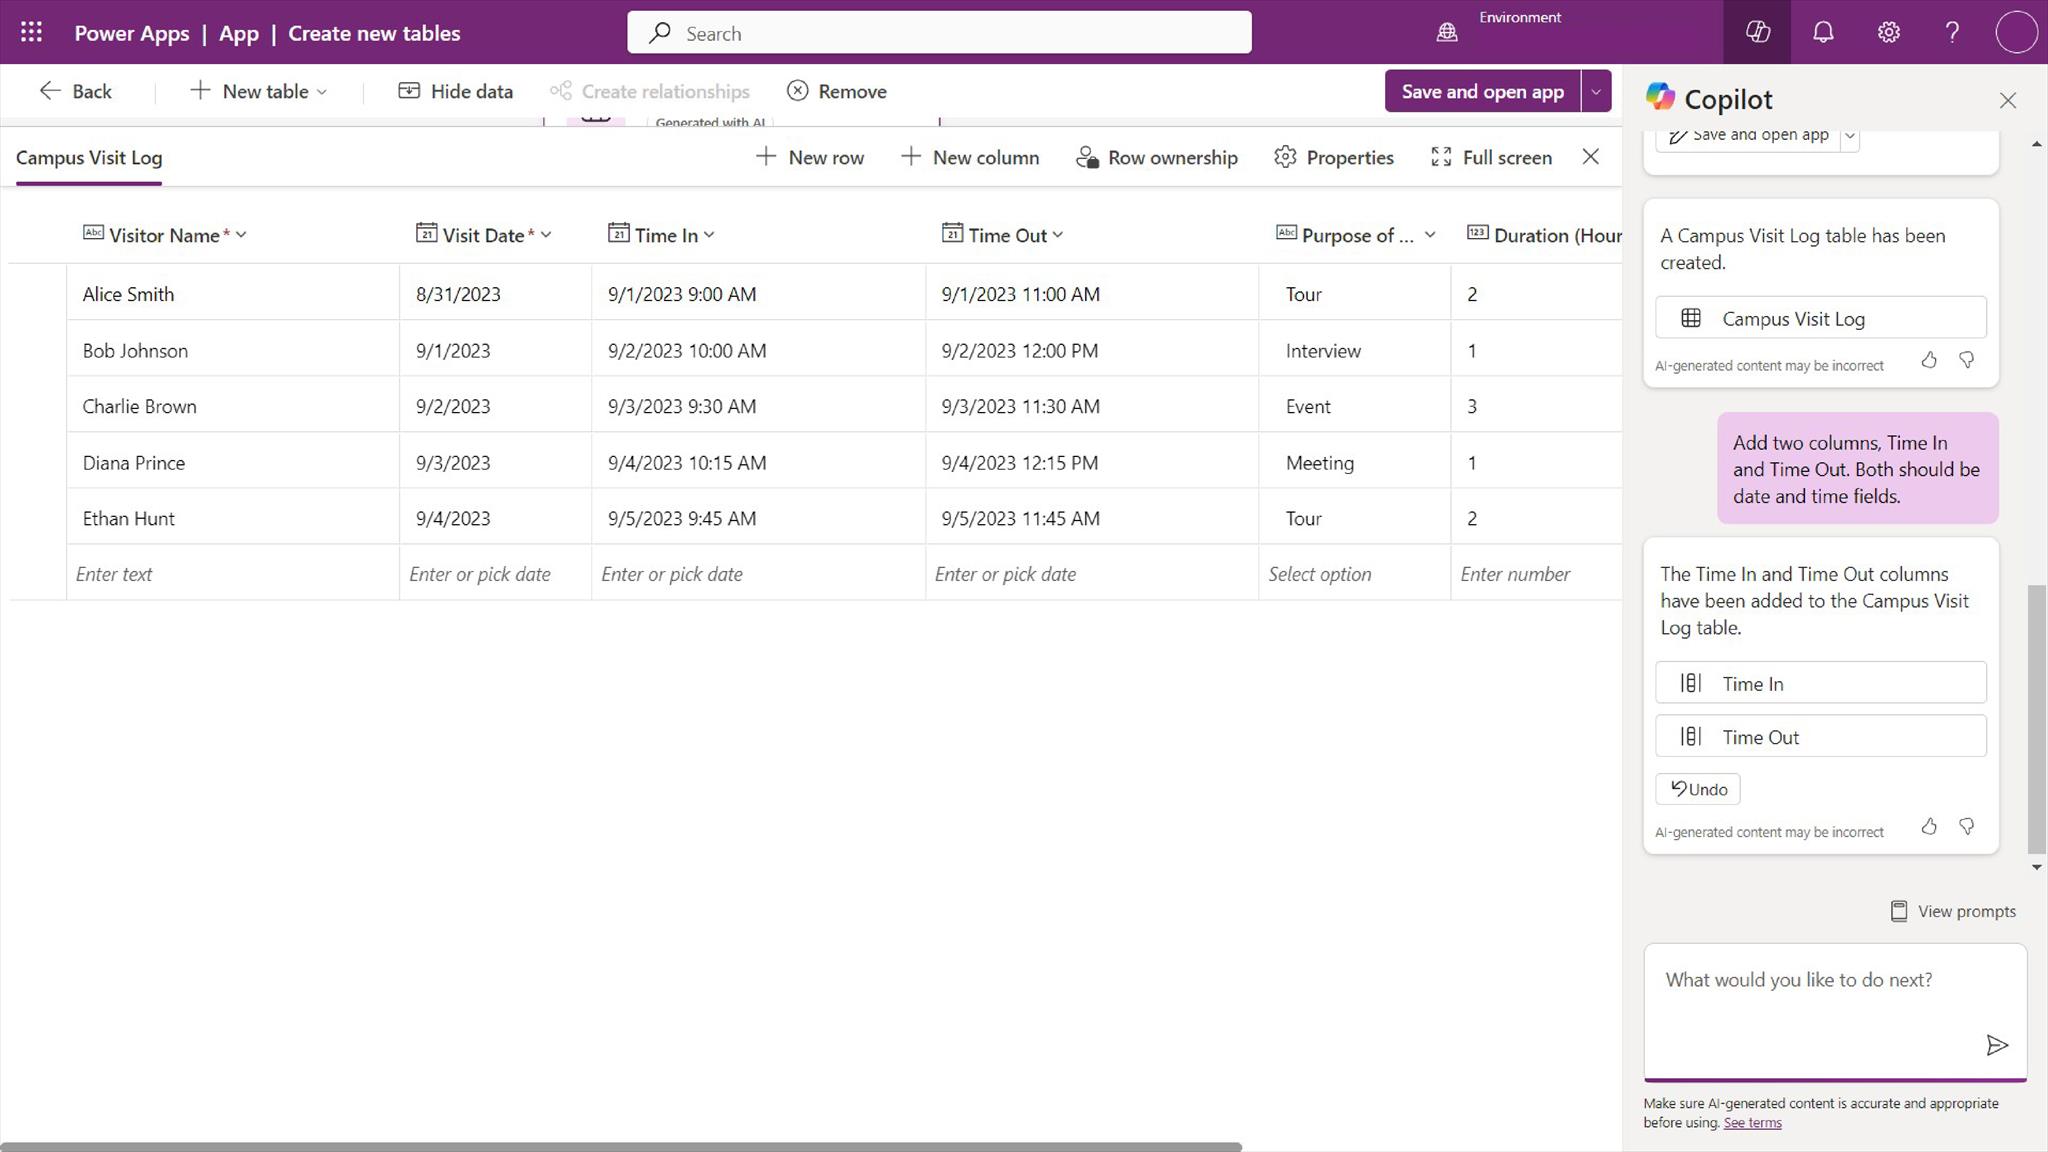 Power Apps | App | Create new tables
Search
Environment
Back
New table
Hide data
Create relationships
Remove
Save and open app
Generated with AI
Campus Visit Log
New row
New column
Row ownership
Properties
Full screen
Abc Visitor Name* 21 Visit Date* 21 Time In 21 Time Out Abc Purpose of ... 123 Duration (Hour
Alice Smith 8/31/2023 9/1/2023 9:00 AM 9/1/2023 11:00 AM Tour 2
Bob Johnson 9/1/2023 9/2/2023 10:00 AM 9/2/2023 12:00 PM Interview 1
Charlie Brown 9/2/2023 9/3/2023 9:30 AM 9/3/2023 11:30 AM Event 3
Diana Prince 9/3/2023 9/4/2023 10:15 AM 9/4/2023 12:15 PM Meeting 1
Ethan Hunt 9/4/2023 9/5/2023 9:45 AM 9/5/2023 11:45 AM Tour 2
Enter text Enter or pick date Enter or pick date Enter or pick date Select option Enter number
Copilot
Save and open app
A Campus Visit Log table has been
created.
Campus Visit Log
AI-generated content may be incorrect
Add two columns, Time In
and Time Out. Both should be
date and time fields.
The Time In and Time Out columns
have been added to the Campus Visit
Log table.
Time In
Time Out
Undo
AI-generated content may be incorrect
View prompts
What would you like to do next?
Make sure AI-generated content is accurate and appropriate
before using. See terms